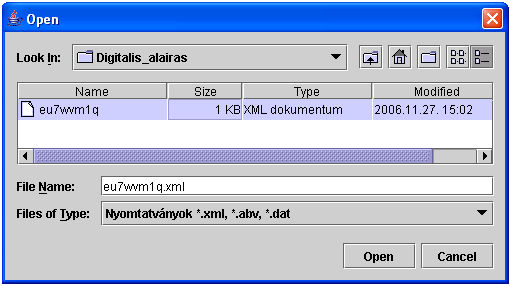 Open
Look In: Digitalis_alairas
Name Size Type Modified
eu7wvm1q 1 KB XML dokumentum 2006.11.27. 15:02
File Name: eu7wvm1q.xml
Files of Type: Nyomtatványok *.xml, *.abv, *.dat
Open Cancel